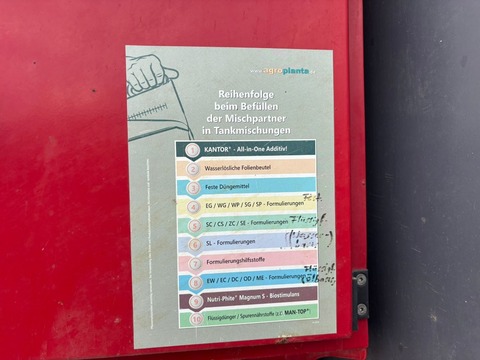 www.agroplanta.de
Reihenfolge
beim Befüllen
der Mischpartner
in Tankmischungen
1 KANTOR® - All-in-One Additiv!
2 Wasserlösliche Folienbeutel
3 Feste Düngemittel
4 EG / WG / WP / SG / SP - Formulierungen Fest
5 SC / CS / ZC / SE - Formulierungen
6 SL - Formulierungen
7 Formulierungshilfsstoffe
8 EW / EC / DC / OD / ME - Formulierungen
9 Nutri-Phite® Magnum S - Biostimulans
10 Flüssigdünger / Spurennährstoffe (z.B. MAN-TOP®)